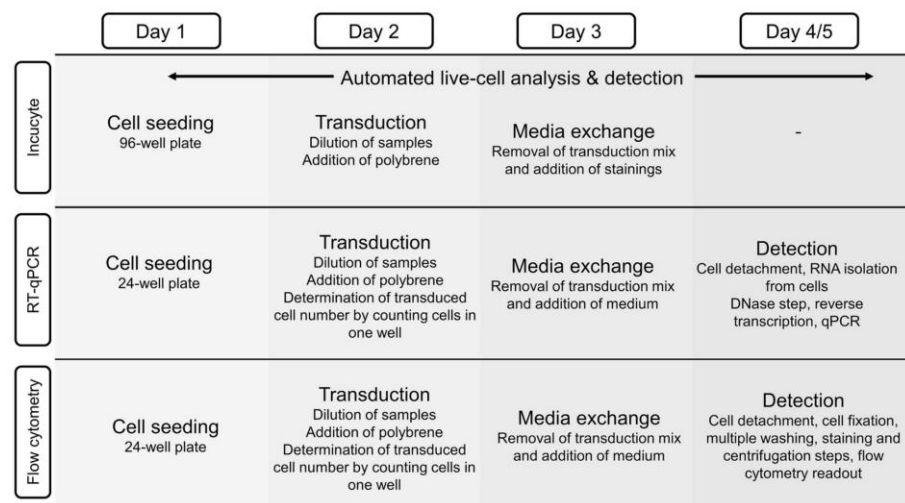 Day 1
Day 2
Day 3
Day 4/5
Incucyte
Automated live-cell analysis & detection
Cell seeding
96-well plate
Transduction
Dilution of samples
Addition of polybrene
Media exchange
Removal of transduction mix
and addition of stainings
-
RT-qPCR
Cell seeding
24-well plate
Transduction
Dilution of samples
Addition of polybrene
Determination of transduced
cell number by counting cells in
one well
Media exchange
Removal of transduction mix
and addition of medium
Detection
Cell detachment, RNA isolation
from cells
DNase step, reverse
transcription, qPCR
Flow cytometry
Cell seeding
24-well plate
Transduction
Dilution of samples
Addition of polybrene
Determination of transduced
cell number by counting cells in
one well
Media exchange
Removal of transduction mix
and addition of medium
Detection
Cell detachment, cell fixation,
multiple washing, staining and
centrifugation steps, flow
cytometry readout